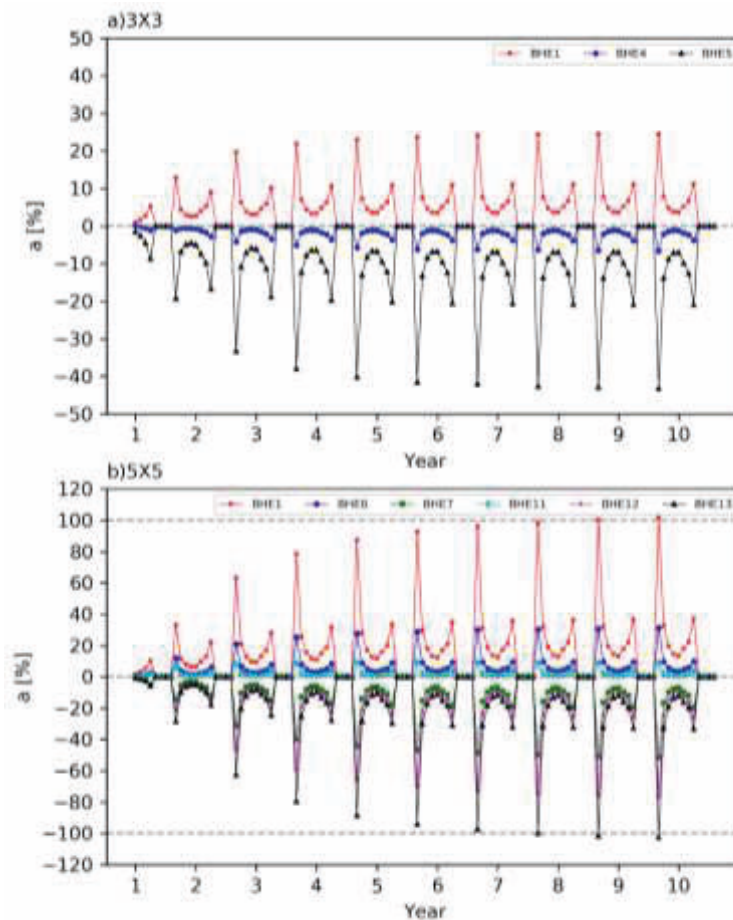 a)3X3
BHE1 BHE4 BHE5
50
40
30
20
10
0
−10
−20
−30
−40
−50
a [%]
1 2 3 4 5 6 7 8 9 10
Year
b)5X5
BHE1 BHE6 BHE7 BHE11 BHE12 BHE13
120
100
80
60
40
20
0
−20
−40
−60
−80
−100
−120
a [%]
1 2 3 4 5 6 7 8 9 10
Year